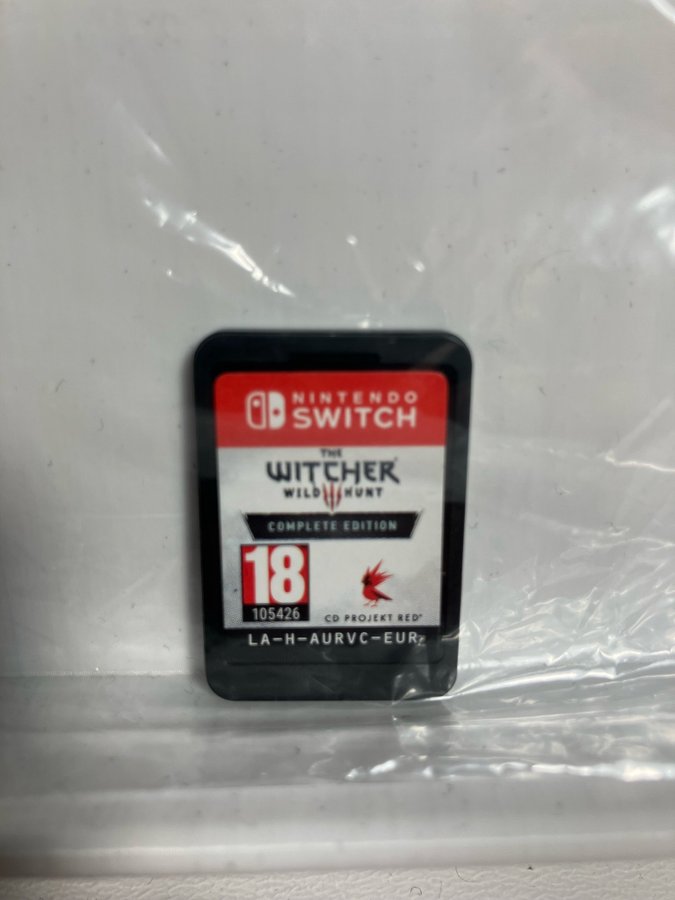 NINTENDO
SWITCH
THE
WITCHER
WILD HUNT
COMPLETE EDITION
18
105426
CD PROJEKT RED®
LA-H-AURVC-EUR